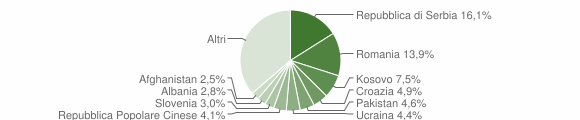 Repubblica di Serbia 16,1%
Altri
Romania 13,9%
Afghanistan 2,5%
Kosovo 7,5%
Albania 2,8%
Croazia 4,9%
Slovenia 3,0%
Pakistan 4,6%
Repubblica Popolare Cinese 4,1%
Ucraina 4,4%